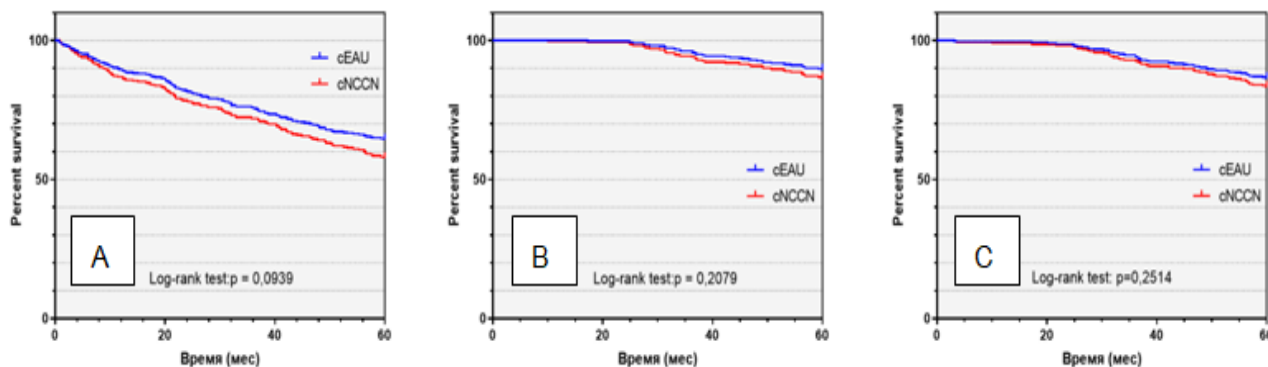 Percent survival
100
50
0
cEAU
cNCCN
A
Log-rank test:p = 0,0939
0
20
40
60
Время (мес)
Percent survival
100
50
0
cEAU
cNCCN
B
Log-rank test:p = 0,2079
0
20
40
60
Время (мес)
Percent survival
100
50
0
cEAU
cNCCN
C
Log-rank test: p=0,2514
0
20
40
60
Время (мес)